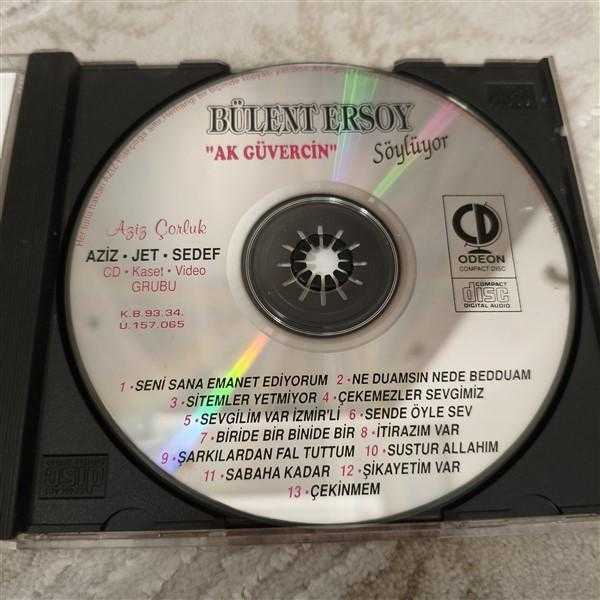 BÜLENT ERSOY
"AK GÜVERCİN" Söylüyor
Aziz Çorluk
AZİZ • JET • SEDEF
CD • Kaset • Video
GRUBU
K.B.93.34.
Ü.157.065
CD
ODEON
COMPACT DISC
COMPACT
disc
DIGITAL AUDIO
1 • SENİ SANA EMANET EDİYORUM 2 • NE DUAMSIN NEDE BEDDUAM
3 • SİTEMLER YETMİYOR 4 • ÇEKEMEZLER SEVGİMİZ
5 • SEVGİLİM VAR İZMİR'Lİ 6 • SENDE ÖYLE SEV
7 • BİRİDE BİR BİNİDE BİR 8 • İTİRAZIM VAR
9 • ŞARKILARDAN FAL TUTTUM 10 • SUSTUR ALLAHIM
11 • SABAHA KADAR 12 • ŞİKAYETİM VAR
13 • ÇEKİNMEM